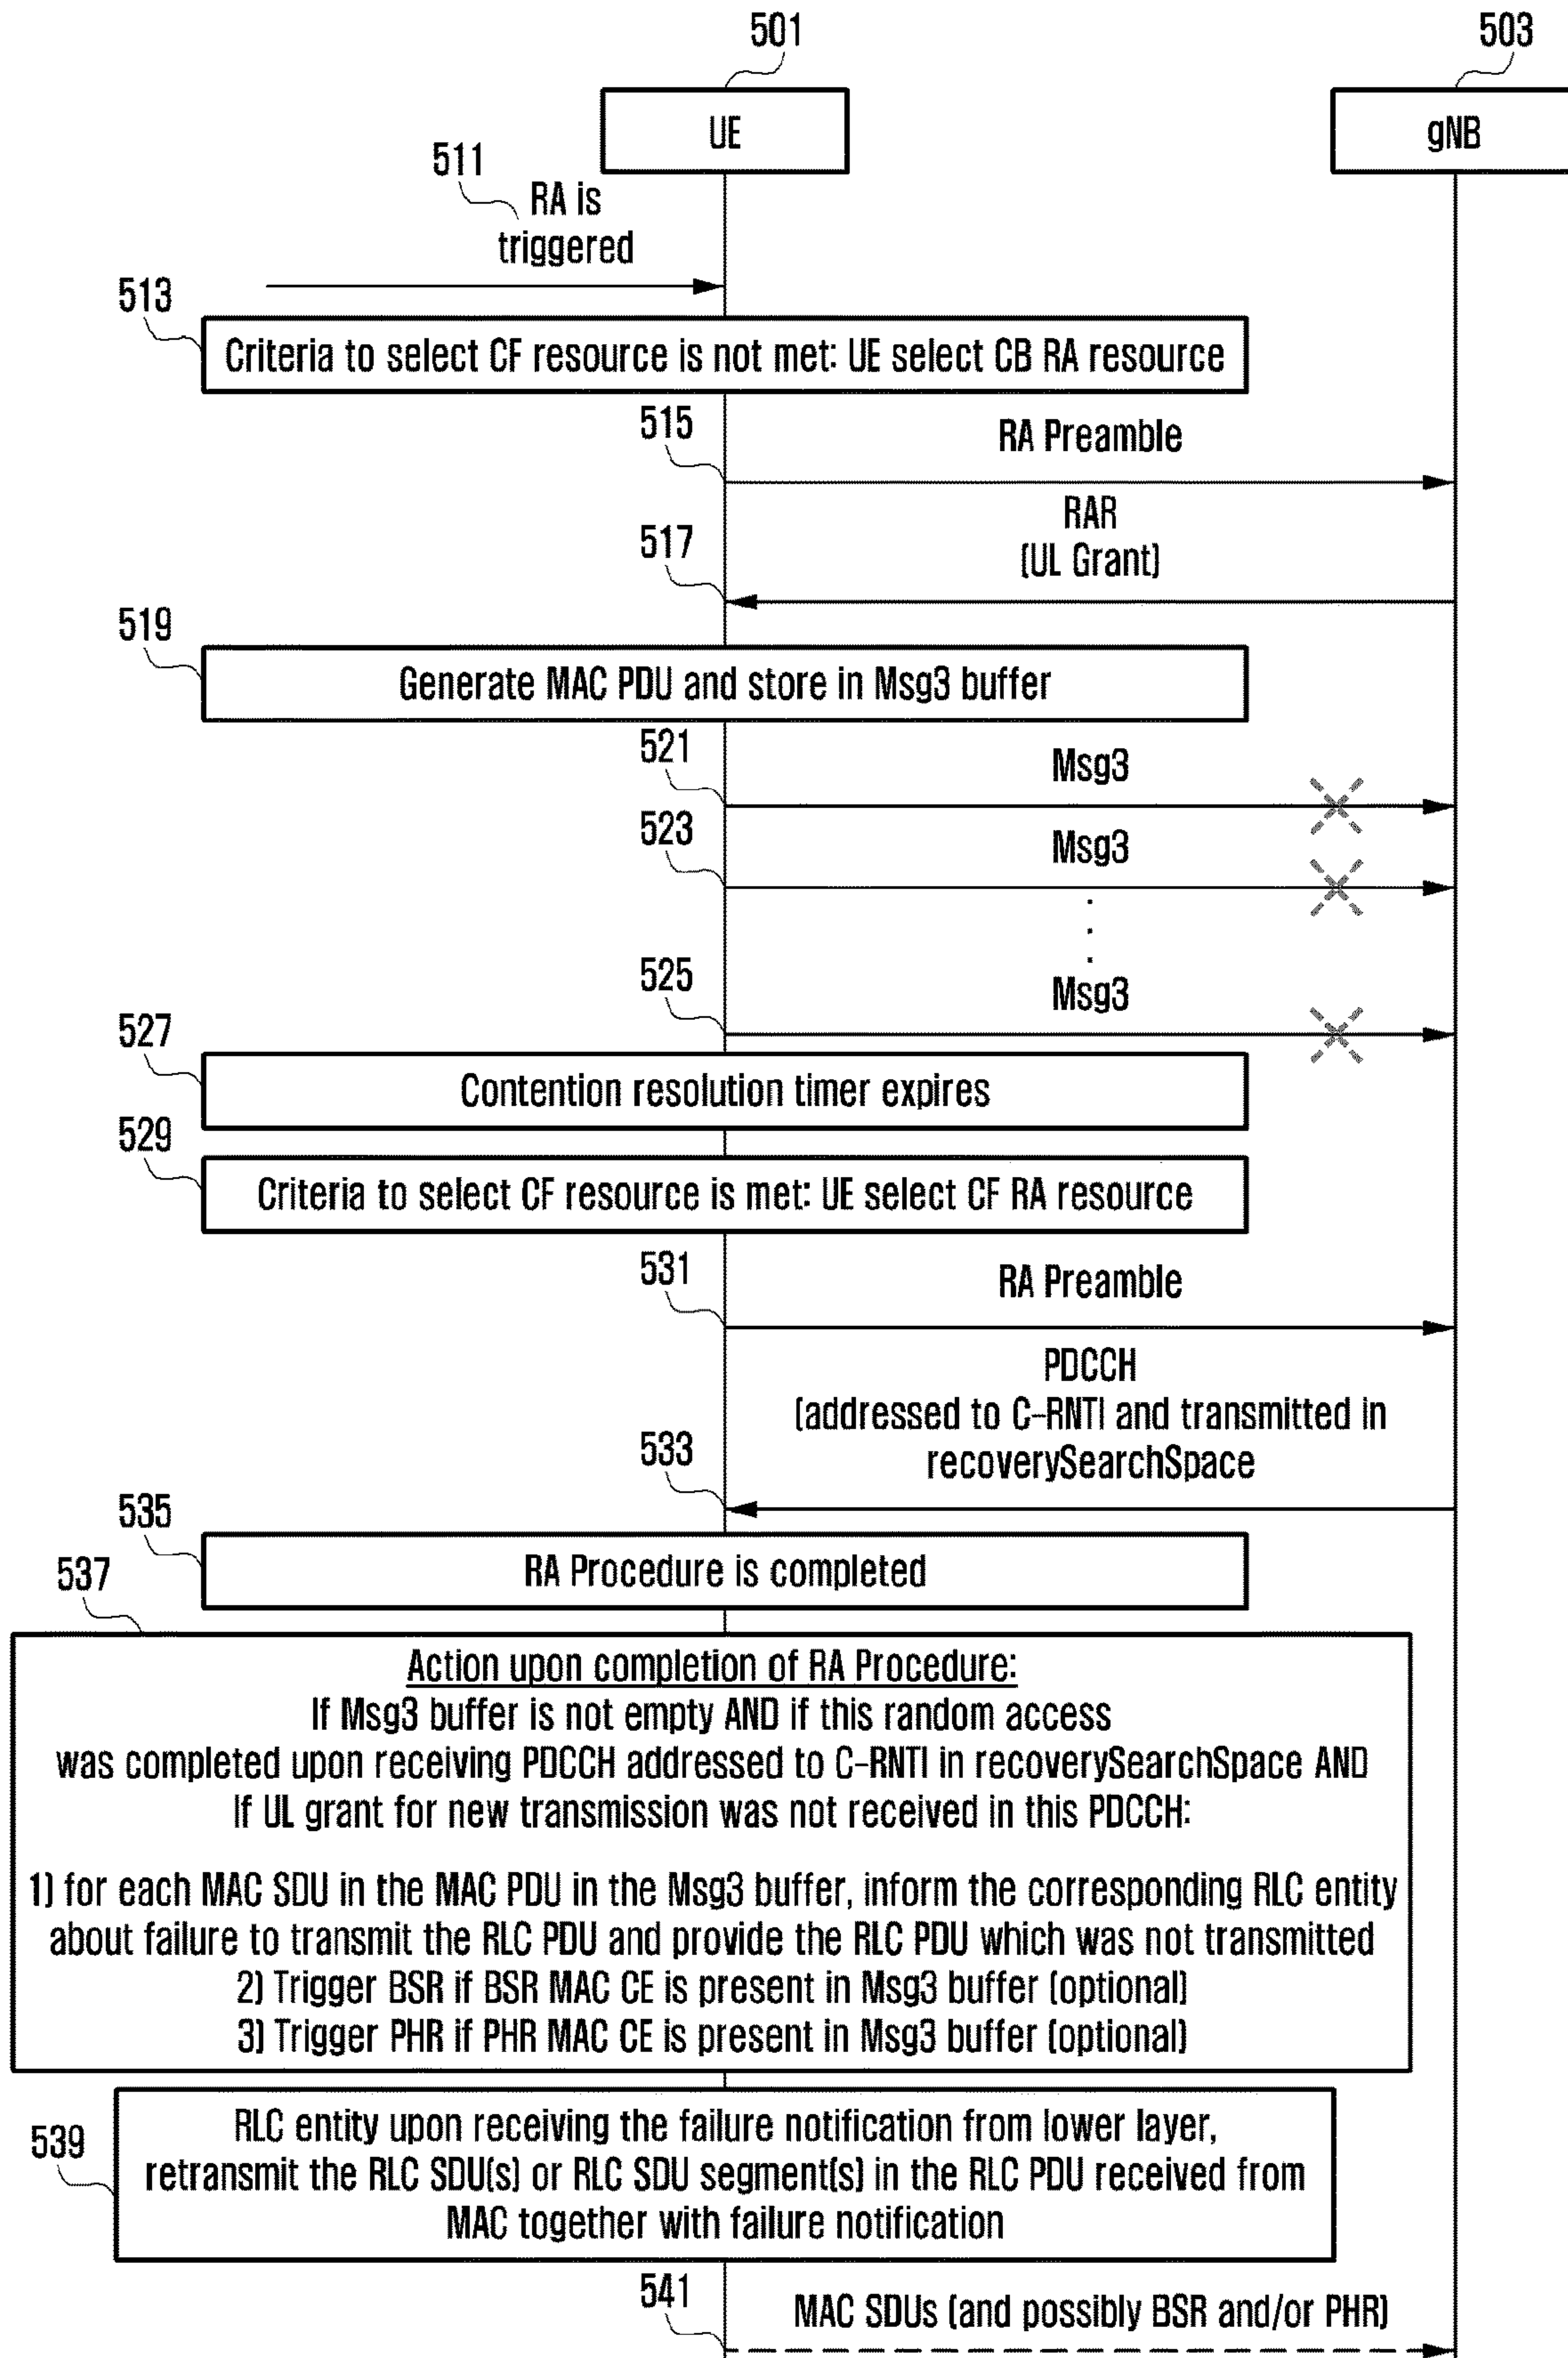 501
503
UE
gNB
511
RA is
triggered
513
Criteria to select CF resource is not met: UE select CB RA resource
515
RA Preamble
RAR
(UL Grant)
517
519
Generate MAC PDU and store in Msg3 buffer
521
Msg3
523
Msg3
525
Msg3
527
Contention resolution timer expires
529
Criteria to select CF resource is met: UE select CF RA resource
531
RA Preamble
PDCCH
(addressed to C-RNTI and transmitted in
recoverySearchSpace
533
535
RA Procedure is completed
537
Action upon completion of RA Procedure:
If Msg3 buffer is not empty AND if this random access
was completed upon receiving PDCCH addressed to C-RNTI in recoverySearchSpace AND
If UL grant for new transmission was not received in this PDCCH:
1) for each MAC SDU in the MAC PDU in the Msg3 buffer, inform the corresponding RLC entity
about failure to transmit the RLC PDU and provide the RLC PDU which was not transmitted
2) Trigger BSR if BSR MAC CE is present in Msg3 buffer (optional)
3) Trigger PHR if PHR MAC CE is present in Msg3 buffer (optional)
539
RLC entity upon receiving the failure notification from lower layer,
retransmit the RLC SDU(s) or RLC SDU segment(s) in the RLC PDU received from
MAC together with failure notification
541
MAC SDUs (and possibly BSR and/or PHR)